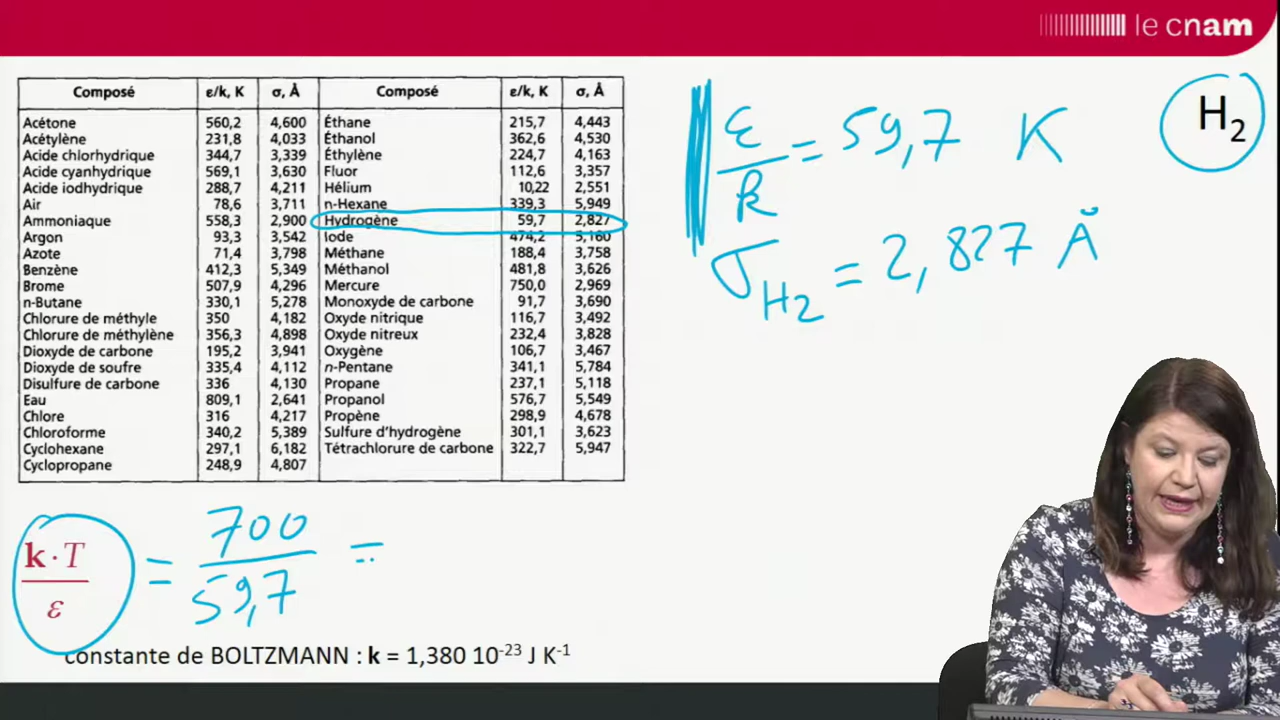 le cnam
Composé ε/k, K σ, Å Composé ε/k, K σ, Å
Acétone 560,2 4,600 Éthane 215,7 4,443
Acétylène 231,8 4,033 Éthanol 362,6 4,530
Acide chlorhydrique 344,7 3,339 Éthylène 224,7 4,163
Acide cyanhydrique 569,1 3,630 Fluor 112,6 3,357
Acide iodhydrique 288,7 4,211 Hélium 10,22 2,551
Air 78,6 3,711 n-Hexane 339,3 5,949
Ammoniaque 558,3 2,900 Hydrogène 59,7 2,827
Argon 93,3 3,542 Iode 474,2 5,160
Azote 71,4 3,798 Méthane 188,4 3,758
Benzène 412,3 5,349 Méthanol 481,8 3,626
Brome 507,9 4,296 Mercure 750,0 2,969
n-Butane 330,1 5,278 Monoxyde de carbone 91,7 3,690
Chlorure de méthyle 350 4,182 Oxyde nitrique 116,7 3,492
Chlorure de méthylène 356,3 4,898 Oxyde nitreux 232,4 3,828
Dioxyde de carbone 195,2 3,941 Oxygène 106,7 3,467
Dioxyde de soufre 335,4 4,112 n-Pentane 341,1 5,784
Disulfure de carbone 336 4,130 Propane 237,1 5,118
Eau 809,1 2,641 Propanol 576,7 5,549
Chlore 316 4,217 Propène 298,9 4,678
Chloroforme 340,2 5,389 Sulfure d'hydrogène 301,1 3,623
Cyclohexane 297,1 6,182 Tétrachlorure de carbone 322,7 5,947
Cyclopropane 248,9 4,807
ε/k = 59,7 K
σH2 = 2,827 Å
H2
k · T / ε = 700 / 59,7 =
constante de BOLTZMANN : k = 1,380 10-23 J K-1